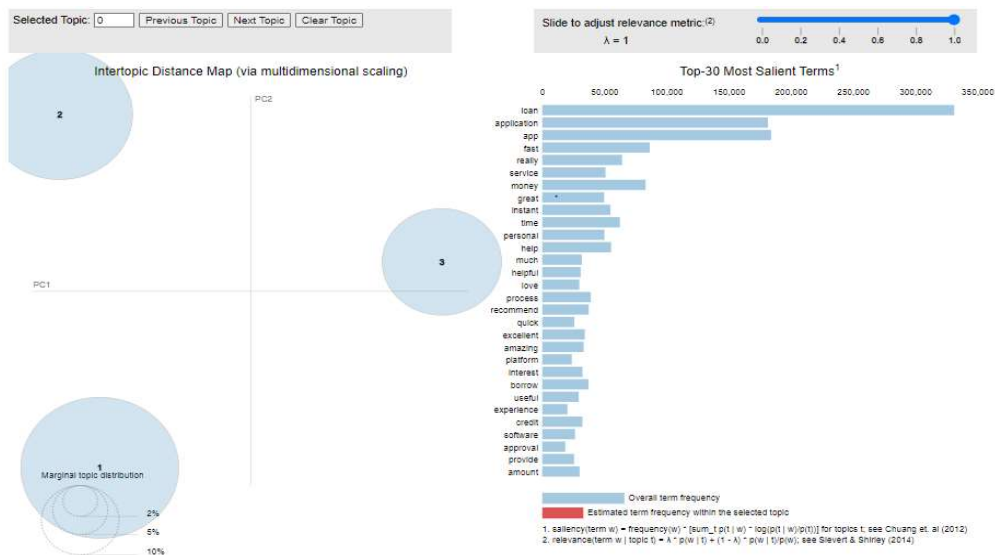 Selected Topic: 0 Previous Topic Next Topic Clear Topic
Slide to adjust relevance metric:(2)
λ = 1
0.0 0.2 0.4 0.6 0.8 1.0
Intertopic Distance Map (via multidimensional scaling)
PC2
PC1
2
3
1
Marginal topic distribution
2%
5%
10%
Top-30 Most Salient Terms1
0 50,000 100,000 150,000 200,000 250,000 300,000 350,000
loan
application
app
fast
really
service
money
great
instant
time
personal
help
much
helpful
love
process
recommend
quick
excellent
amazing
platform
interest
borrow
useful
experience
credit
software
approval
provide
amount
Overall term frequency
Estimated term frequency within the selected topic
1. saliency(term w) = frequency(w) * [sum_t p(t | w) * log(p(t | w)/p(t))] for topics t; see Chuang et. al (2012)
2. relevance(term w | topic t) = λ * p(w | t) + (1 - λ) * p(w | t)/p(w); see Sievert & Shirley (2014)